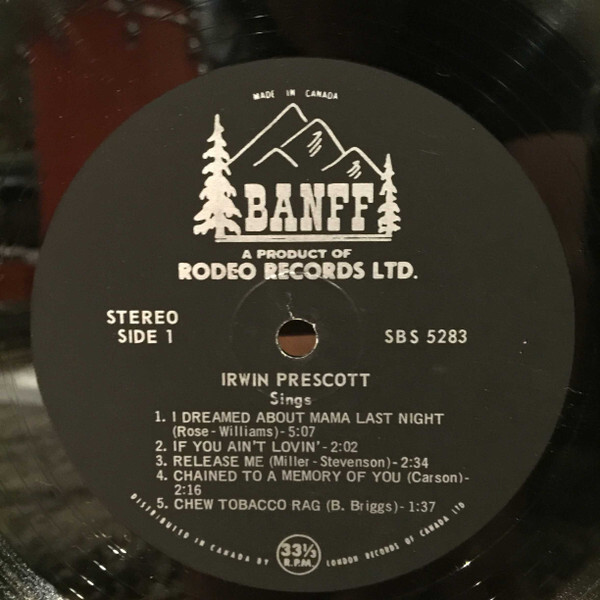 MADE IN CANADA
BANFF
A PRODUCT OF
RODEO RECORDS LTD.
STEREO
SIDE 1
SBS 5283
IRWIN PRESCOTT
Sings
1. I DREAMED ABOUT MAMA LAST NIGHT
(Rose - Williams) - 5:07
2. IF YOU AIN'T LOVIN' - 2:02
3. RELEASE ME (Miller - Stevenson) - 2:34
4. CHAINED TO A MEMORY OF YOU (Carson) -
2:16
5. CHEW TOBACCO RAG (B. Briggs) - 1:37
DISTRIBUTED IN CANADA BY LONDON RECORDS OF CANADA LTD
33⅓
R.P.M.